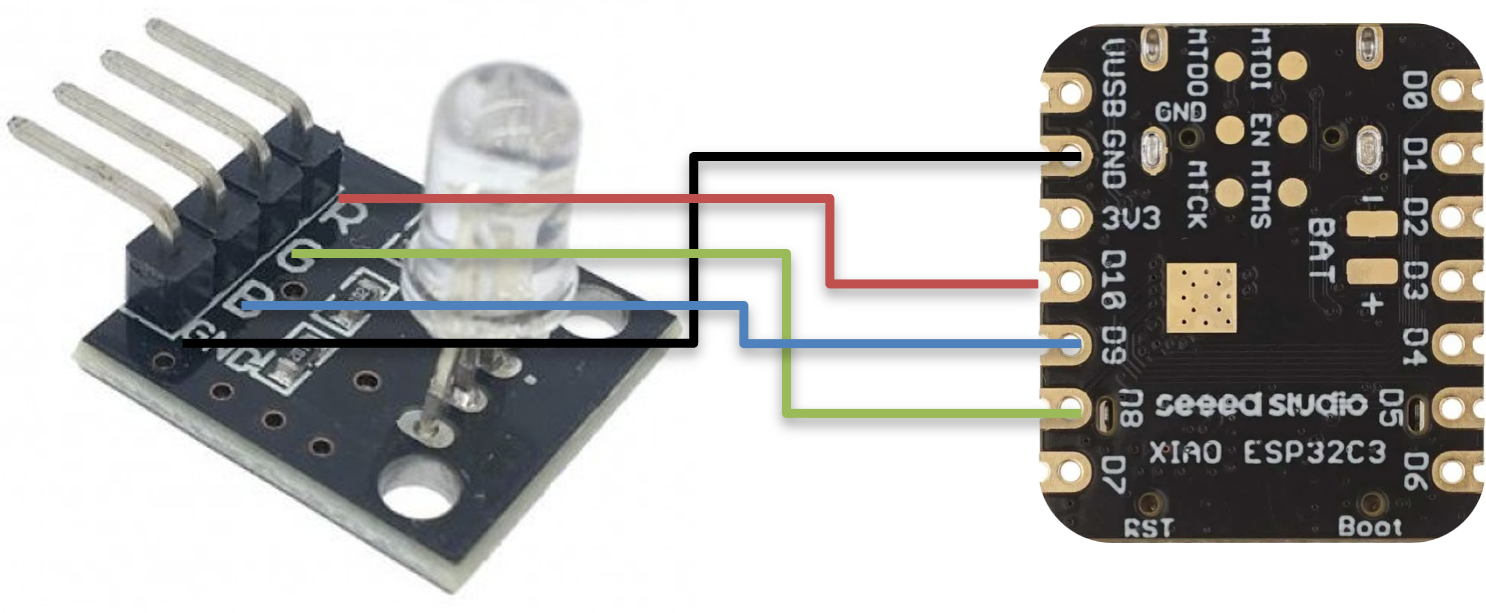 R
G
B
GND
VUSB
GND
3V3
D10
D9
D8
D7
MTDO
MTDI
GND
EN
MTCK
MTMS
BAT
-
+
D0
D1
D2
D3
D4
D5
D6
seeed studio
XIAO ESP32C3
RST
Boot